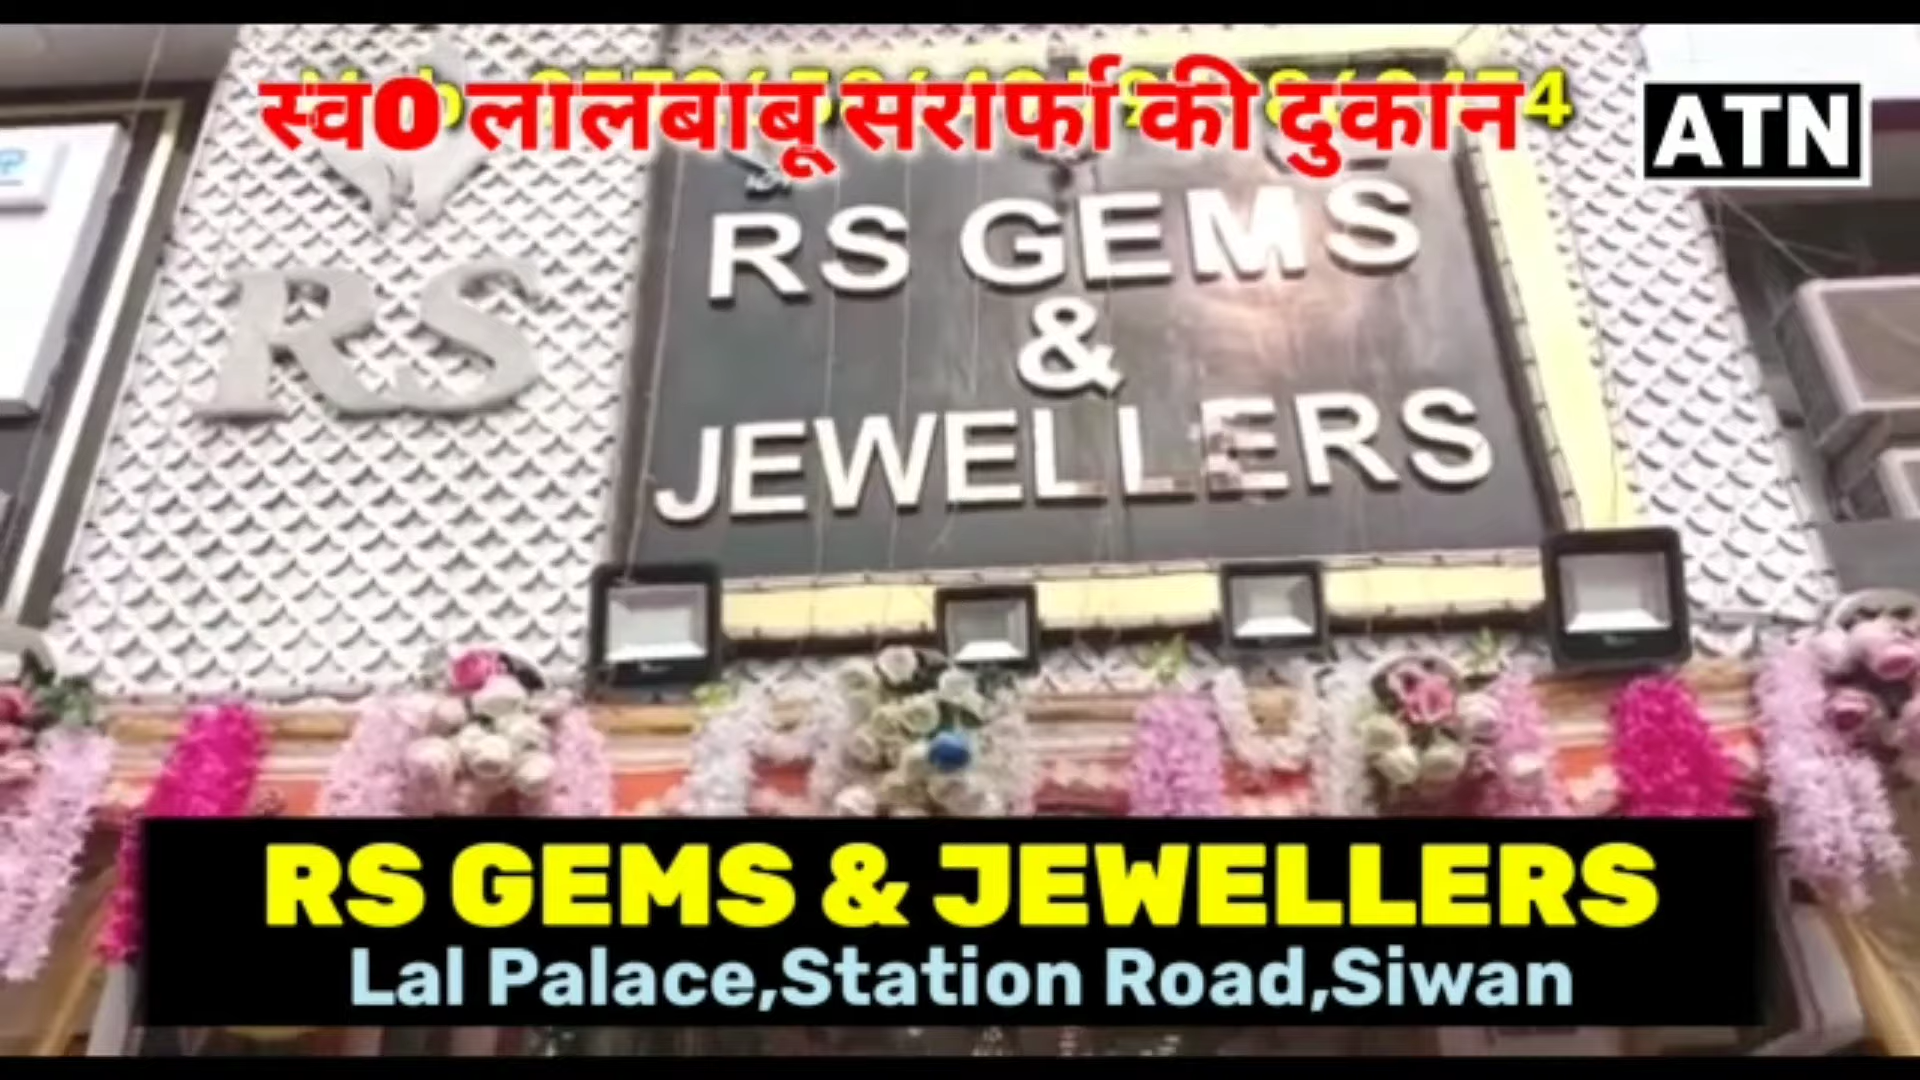 स्व0 लालबाबू सरार्फा की दुकान
ATN
RS GEMS
&
JEWELLERS
RS
RS GEMS & JEWELLERS
Lal Palace,Station Road,Siwan